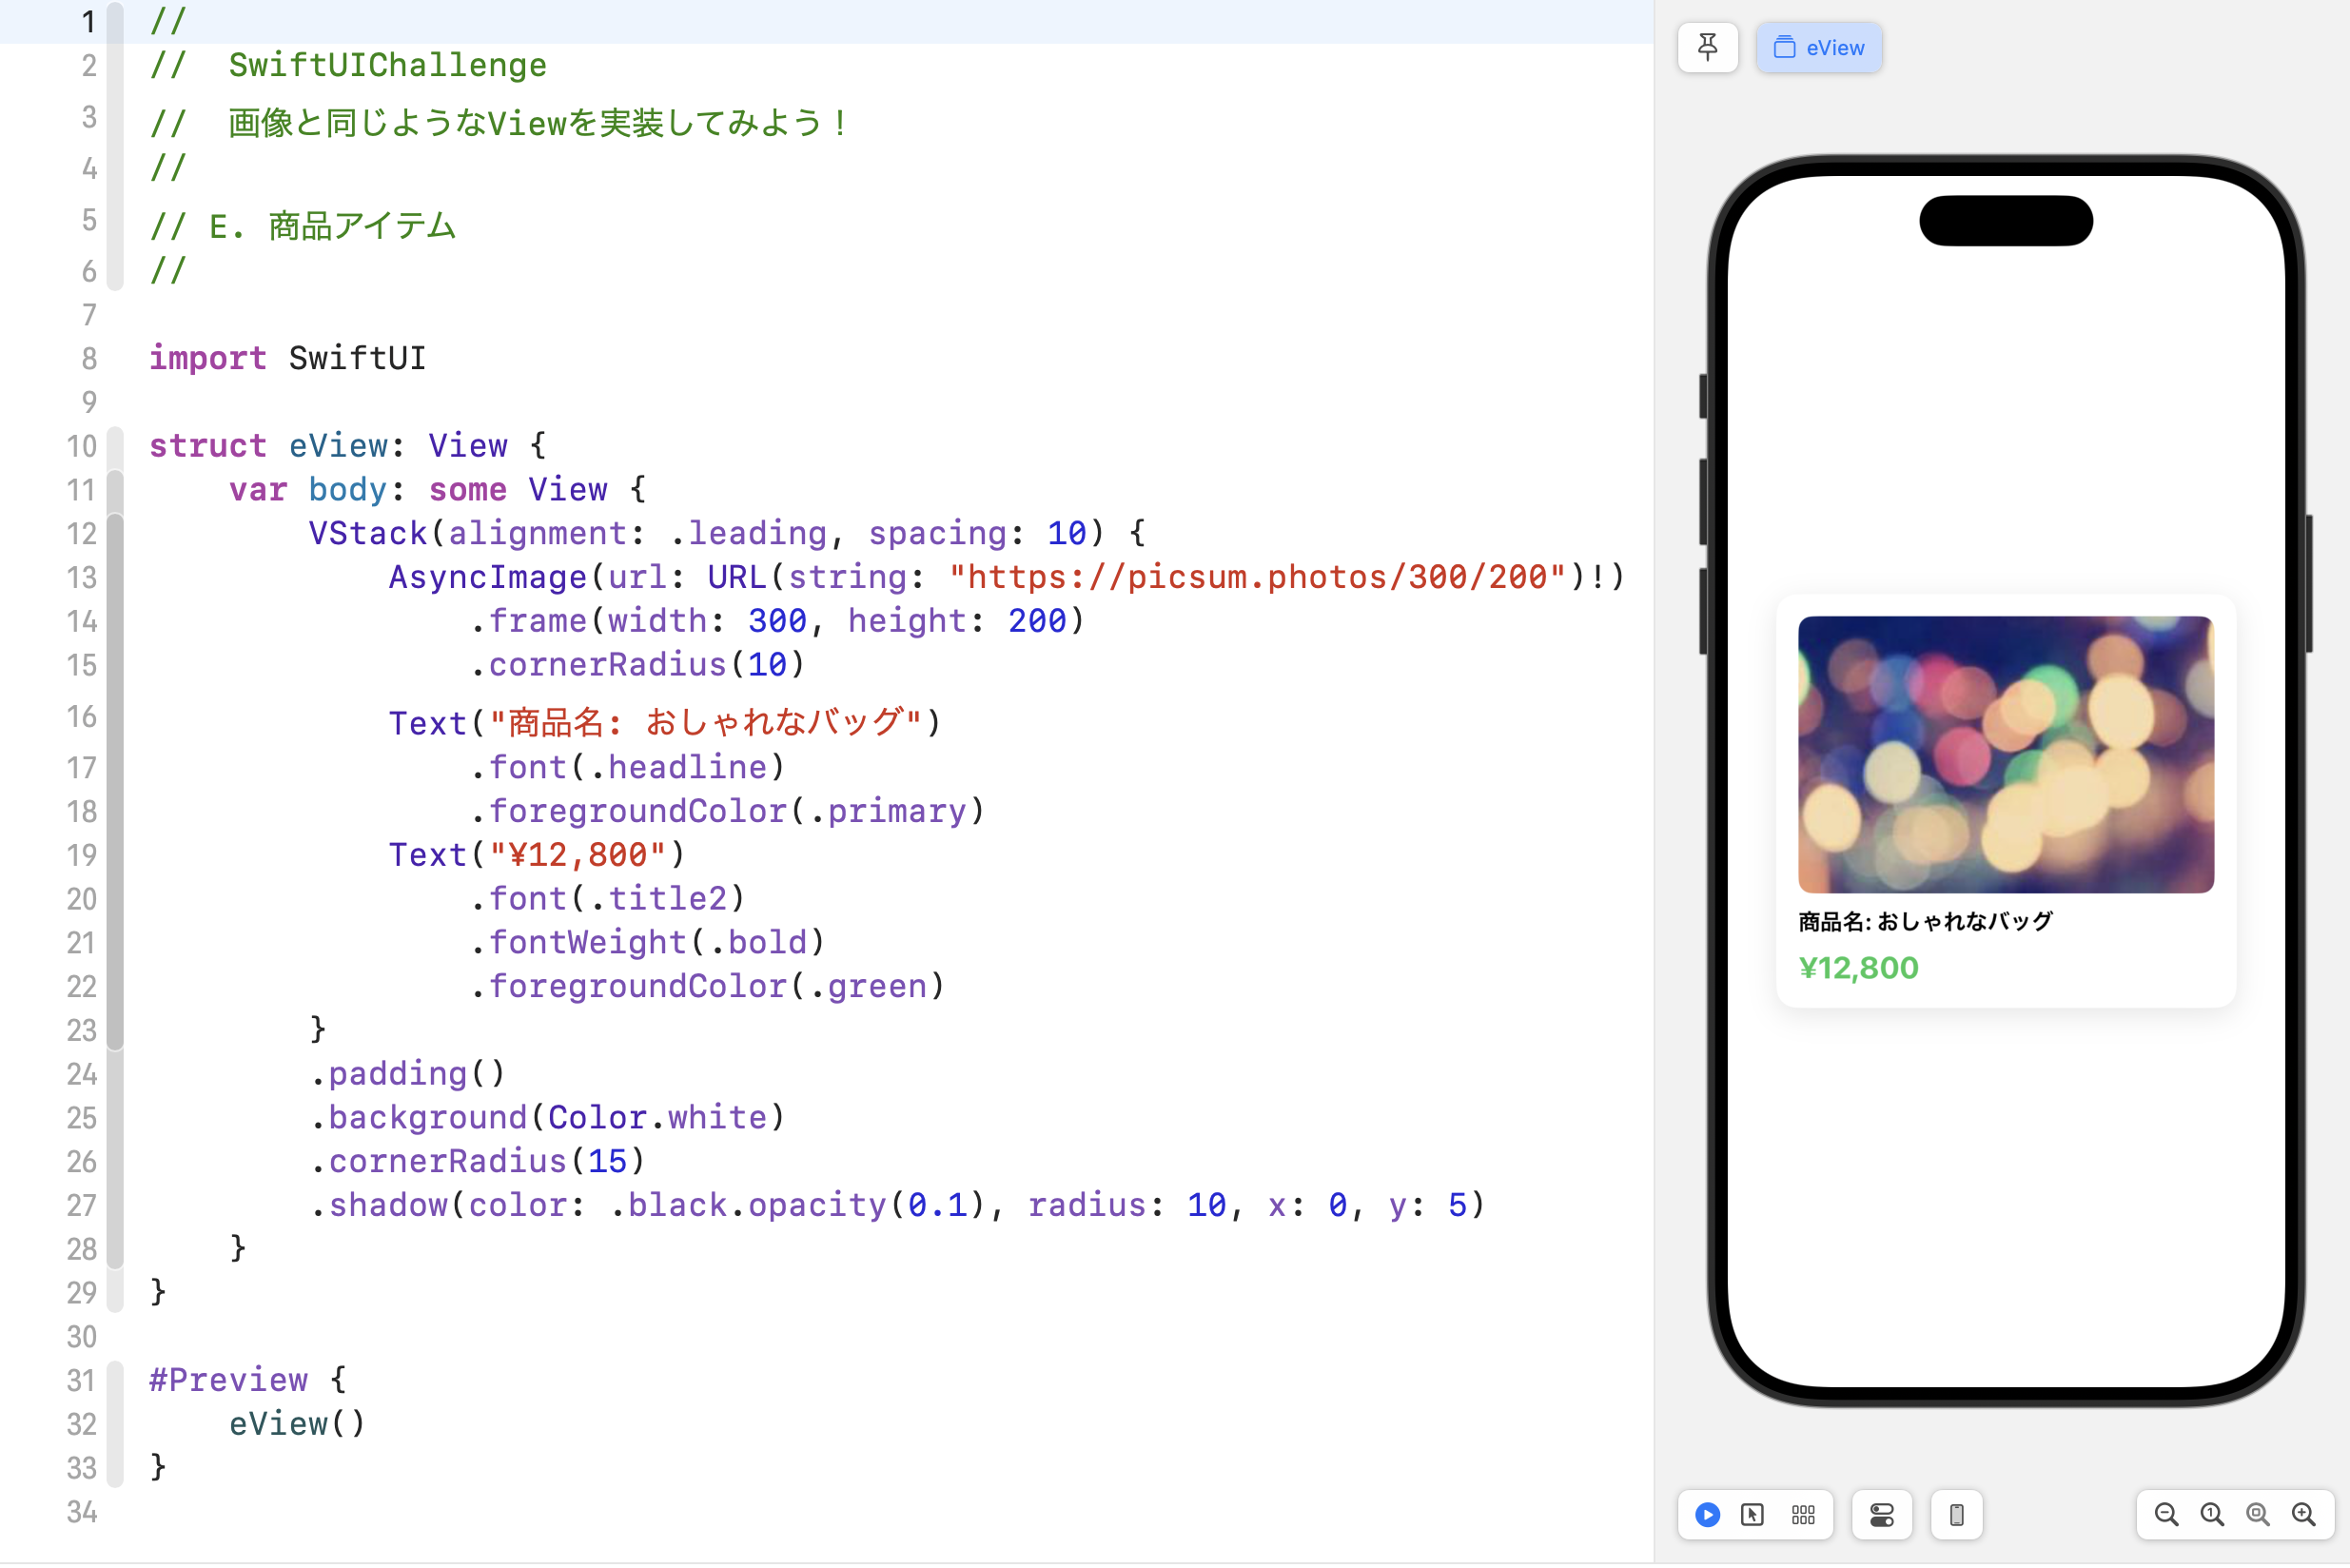 1 //
2 //  SwiftUIChallenge
3 //  画像と同じようなViewを実装してみよう！
4 //
5 // E. 商品アイテム
6 //
7
8 import SwiftUI
9
10 struct eView: View {
11     var body: some View {
12         VStack(alignment: .leading, spacing: 10) {
13             AsyncImage(url: URL(string: "https://picsum.photos/300/200")!)
14                 .frame(width: 300, height: 200)
15                 .cornerRadius(10)
16             Text("商品名: おしゃれなバッグ")
17                 .font(.headline)
18                 .foregroundColor(.primary)
19             Text("¥12,800")
20                 .font(.title2)
21                 .fontWeight(.bold)
22                 .foregroundColor(.green)
23         }
24         .padding()
25         .background(Color.white)
26         .cornerRadius(15)
27         .shadow(color: .black.opacity(0.1), radius: 10, x: 0, y: 5)
28     }
29 }
30
31 #Preview {
32     eView()
33 }
34
eView
商品名: おしゃれなバッグ
¥12,800